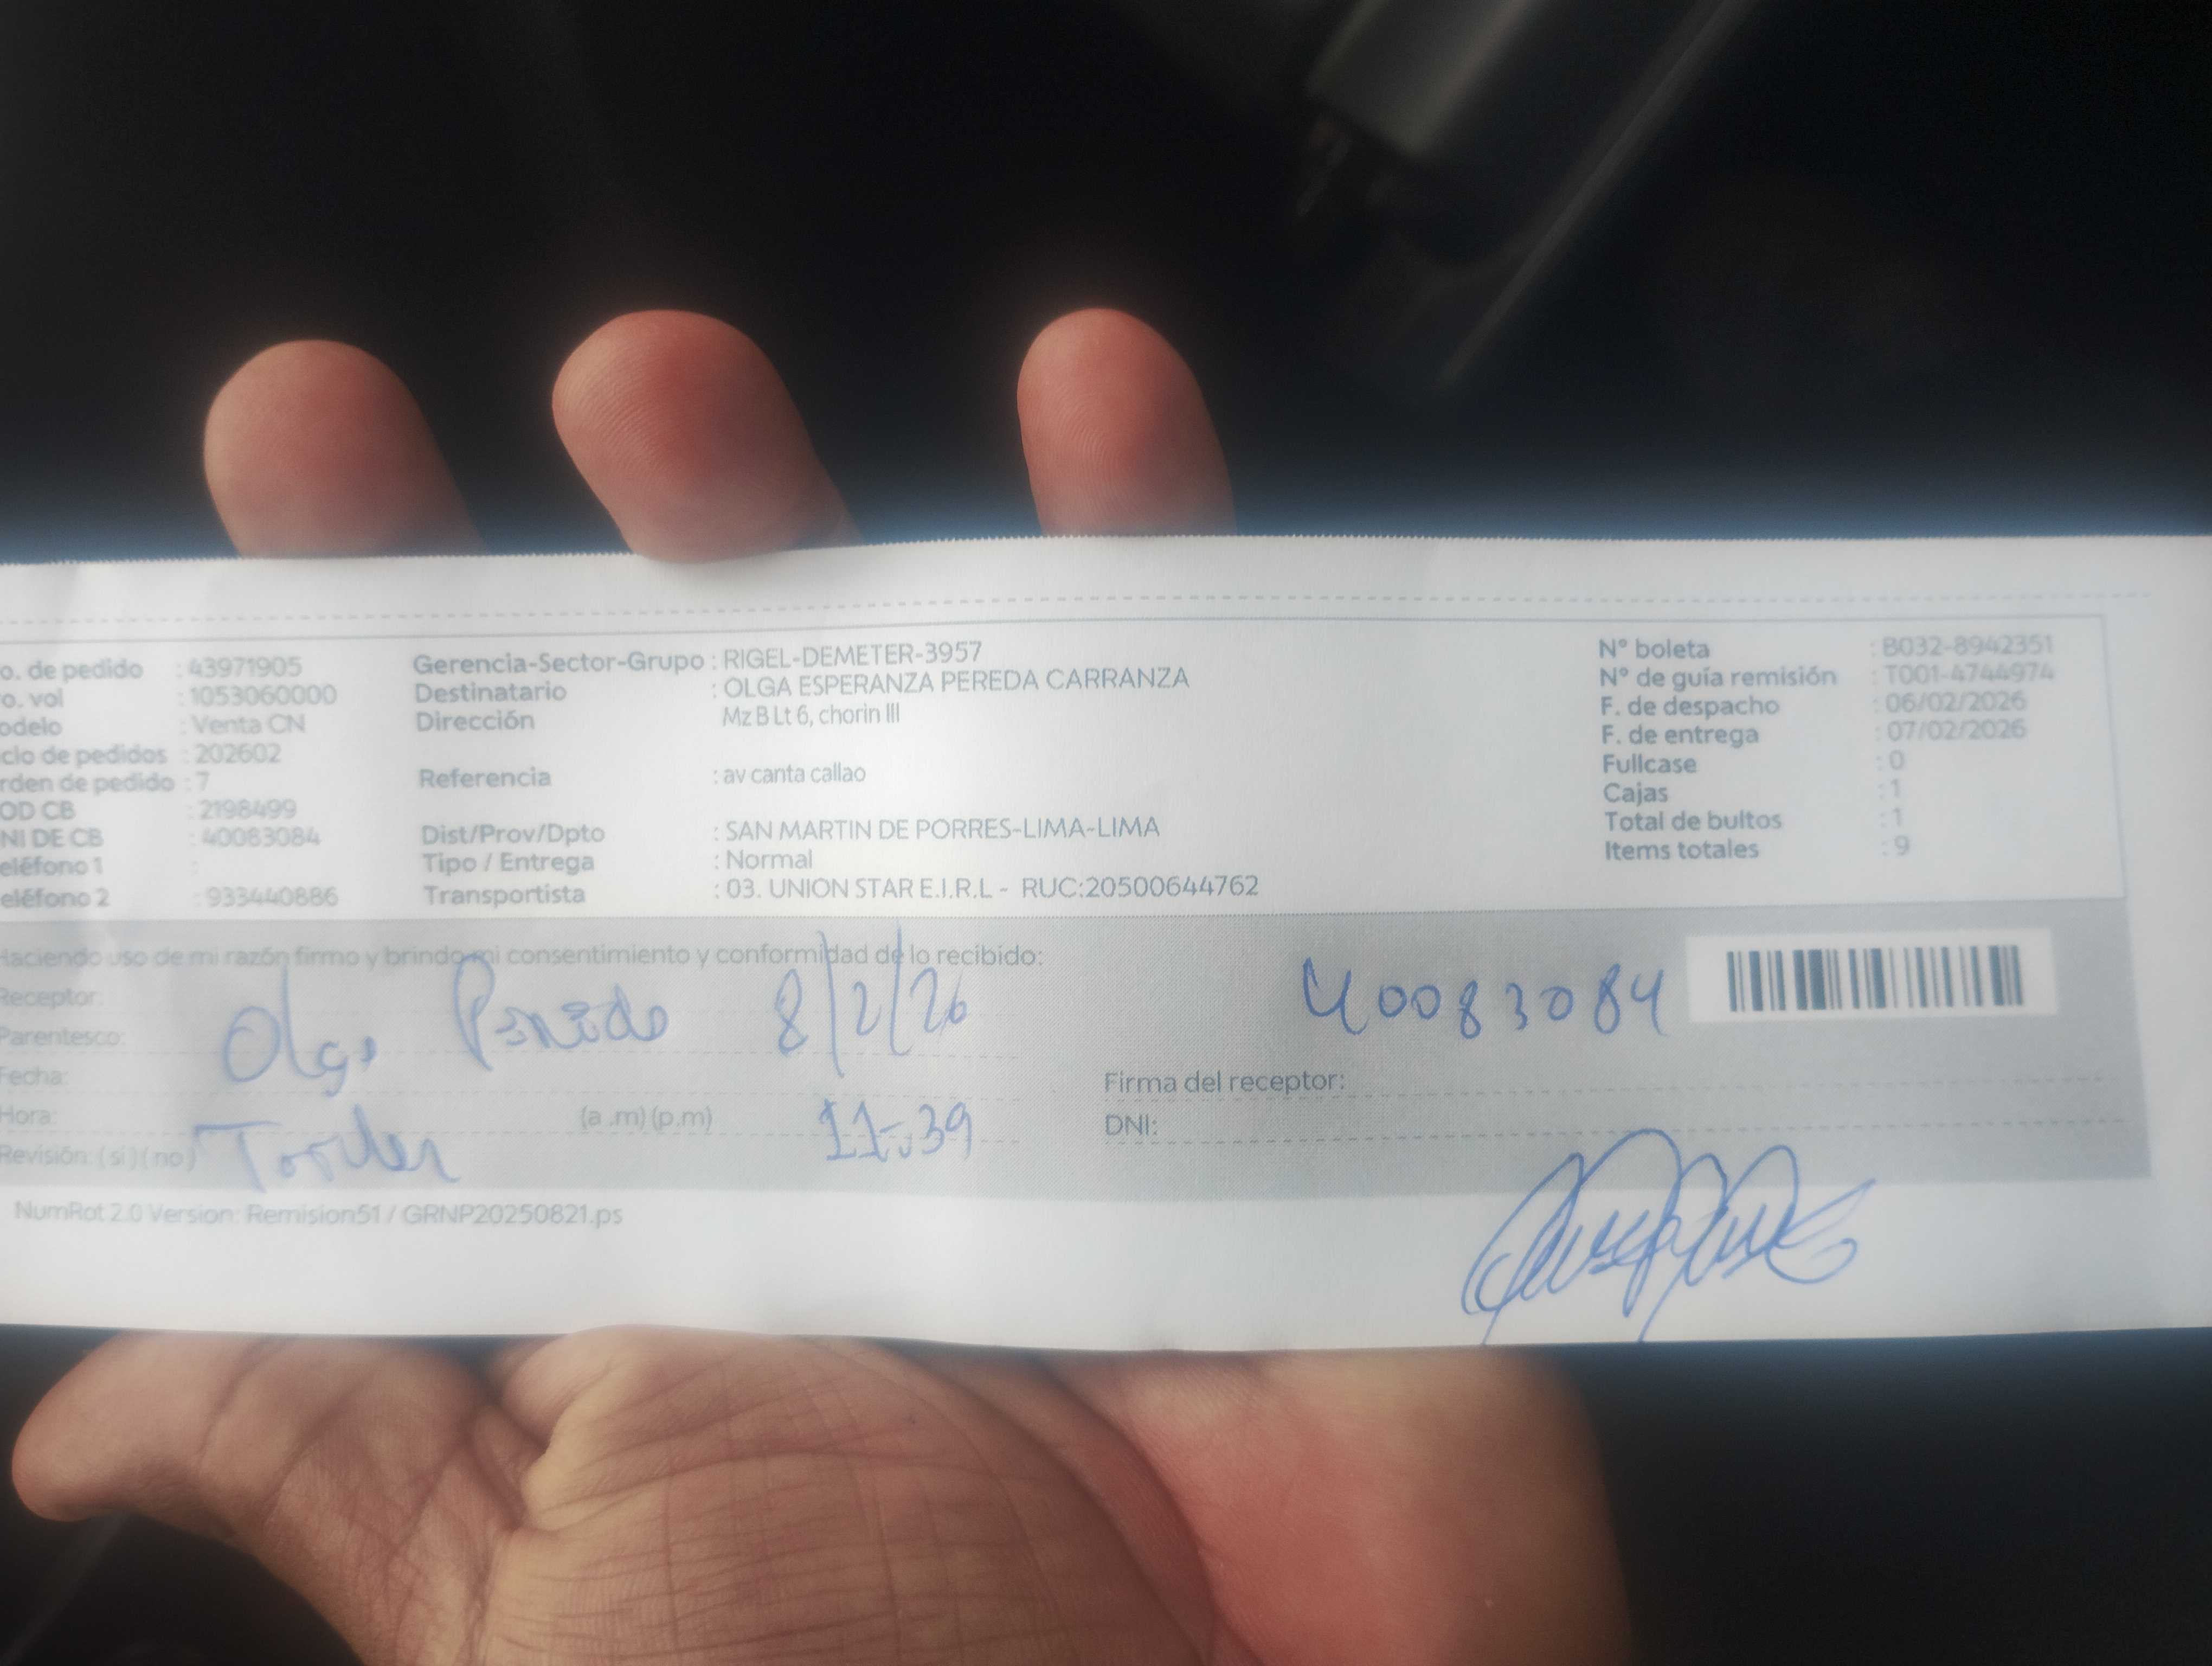 o. de pedido : 43971905 Gerencia-Sector-Grupo : RIGEL-DEMETER-3957 N° boleta : B032-8942351
o. vol : 1053060000 Destinatario : OLGA ESPERANZA PEREDA CARRANZA N° de guía remisión : T001-4744974
odelo : Venta CN Dirección Mz B Lt 6, chorin III F. de despacho : 06/02/2026
clo de pedidos : 202602 F. de entrega : 07/02/2026
rden de pedido : 7 Referencia : av canta callao Fullcase : 0
OD CB : 2198499 Cajas : 1
NI DE CB : 40083084 Dist/Prov/Dpto : SAN MARTIN DE PORRES-LIMA-LIMA Total de bultos : 1
eléfono 1 : Tipo / Entrega : Normal Items totales : 9
eléfono 2 : 933440886 Transportista : 03. UNION STAR E.I.R.L - RUC:20500644762
Haciendo uso de mi razón firmo y brindo mi consentimiento y conformidad de lo recibido:
Receptor:
Olga Pereda 8/2/26 40083084
Parentesco:
Fecha: Firma del receptor:
Hora: (a.m) (p.m) 11:39 DNI:
Revisión: (si) (no)
NumRat 2.0 Version: Remision51 / GRNP20250821.ps